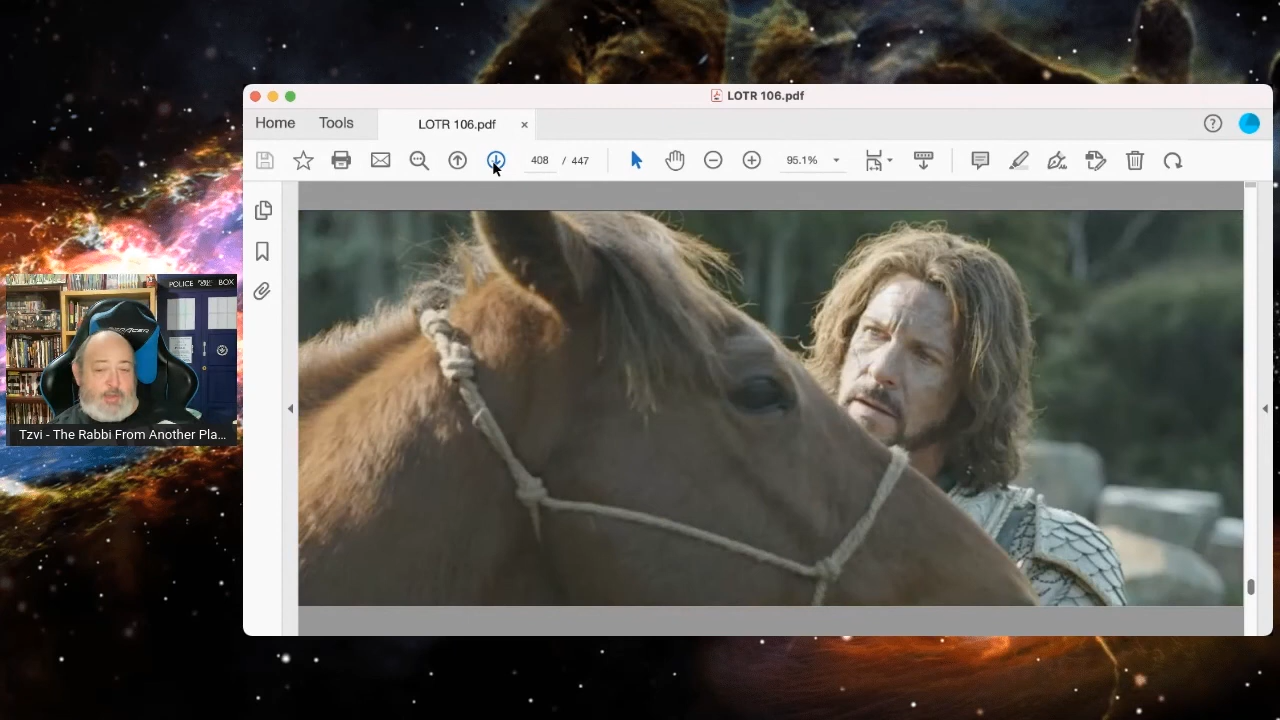 LOTR 106.pdf
Home
Tools
LOTR 106.pdf
408 / 447
95.1%
POLICE BOX
Tzvi - The Rabbi From Another Pla...